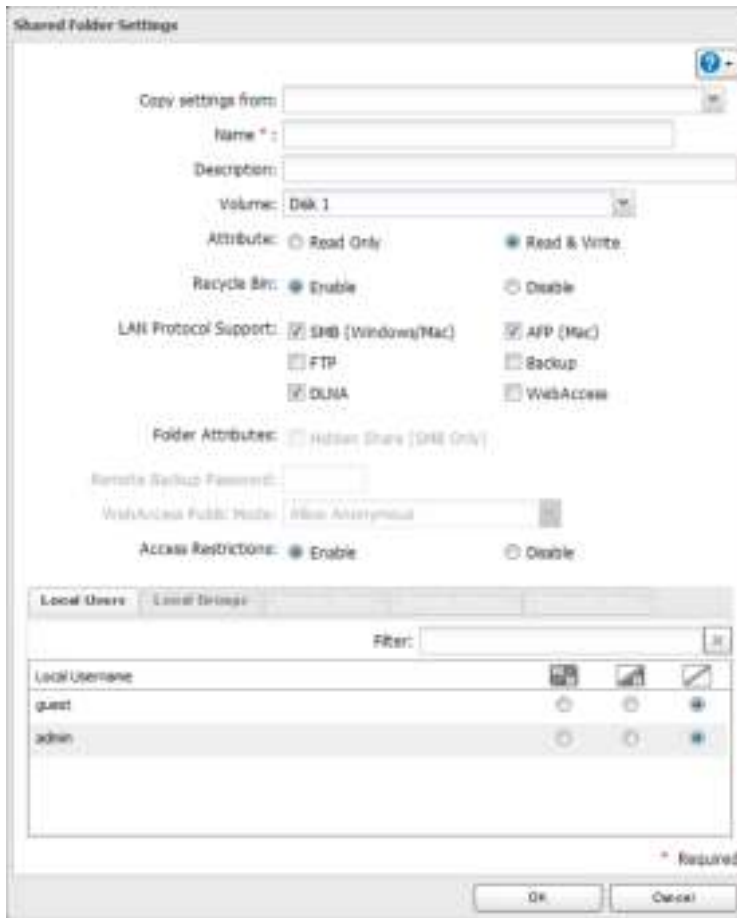 Shared Folder Settings
Copy settings from:
Name * :
Description:
Volume: Disk 1
Attribute: Read Only Read & Write
Recycle Bin: Enable Disable
LAN Protocol Support: SMB (Windows/Mac) AFP (Mac)
FTP Backup
DLNA WebAccess
Folder Attributes: Hidden Share (SMB Only)
Remote Backup Password:
WebAccess Public Mode: Allow Anonymous
Access Restrictions: Enable Disable
Local Users Local Groups
Filter:
Local Username
guest
admin
* Required
OK Cancel